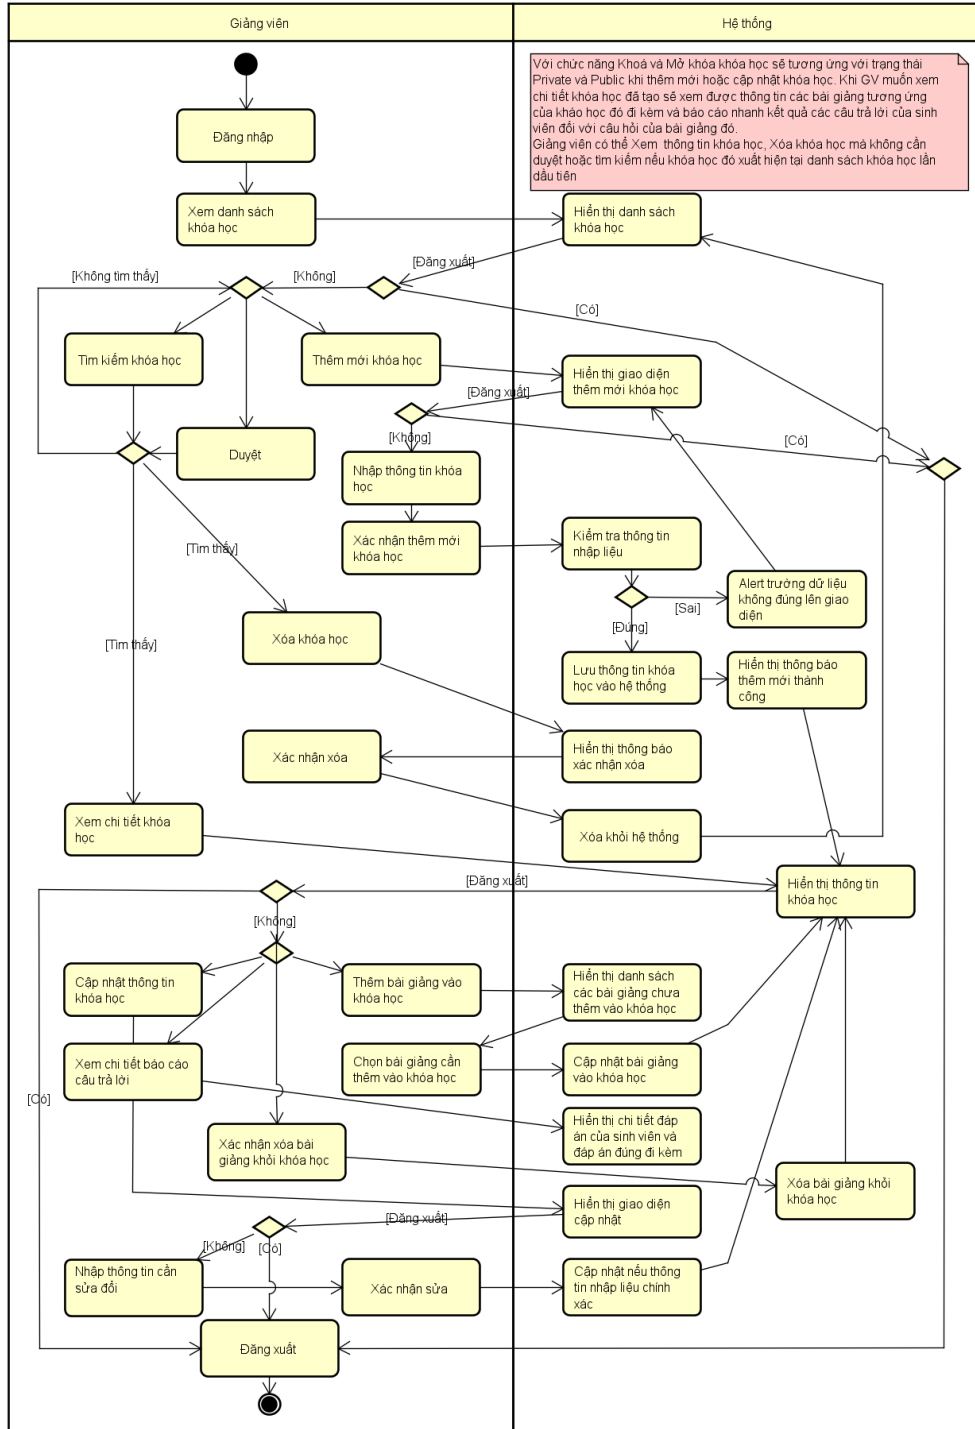 Giảng viên
Hệ thống
Với chức năng Khoá và Mở khóa khóa học sẽ tương ứng với trạng thái
Private và Public khi thêm mới hoặc cập nhật khóa học. Khi GV muốn xem
chi tiết khóa học đã tạo sẽ xem được thông tin các bài giảng tương ứng
của kháo học đó đi kèm và báo cáo nhanh kết quả các câu trả lời của sinh
viên đối với câu hỏi của bài giảng đó.
Giảng viên có thể Xem thông tin khóa học, Xóa khóa học mà không cần
duyệt hoặc tìm kiếm nếu khóa học đó xuất hiện tại danh sách khóa học lần
đầu tiên
Đăng nhập
Xem danh sách
khóa học
Hiển thị danh sách
khóa học
[Đăng xuất]
[Không tìm thấy]
[Không]
[Có]
Tìm kiếm khóa học
Thêm mới khóa học
Hiển thị giao diện
thêm mới khóa học
[Đăng xuất]
[Không]
[Có]
Duyệt
Nhập thông tin khóa
học
Xác nhận thêm mới
khóa học
Kiểm tra thông tin
nhập liệu
[Tìm thấy]
Alert trường dữ liệu
không đúng lên giao
diện
[Sai]
[Đúng]
Xóa khóa học
[Tìm thấy]
Lưu thông tin khóa
học vào hệ thống
Hiển thị thông báo
thêm mới thành
công
Xác nhận xóa
Hiển thị thông báo
xác nhận xóa
Xem chi tiết khóa
học
Xóa khỏi hệ thống
[Đăng xuất]
Hiển thị thông tin
khóa học
[Không]
Cập nhật thông tin
khóa học
Thêm bài giảng vào
khóa học
Hiển thị danh sách
các bài giảng chưa
thêm vào khóa học
Xem chi tiết báo cáo
câu trả lời
Chọn bài giảng cần
thêm vào khóa học
Cập nhật bài giảng
vào khóa học
[Có]
Hiển thị chi tiết đáp
án của sinh viên và
đáp án đúng đi kèm
Xác nhận xóa bài
giảng khỏi khóa học
Xóa bài giảng khỏi
khóa học
Hiển thị giao diện
cập nhật
[Đăng xuất]
[Không]
[Có]
Nhập thông tin cần
sửa đổi
Xác nhận sửa
Cập nhật nếu thông
tin nhập liệu chính
xác
Đăng xuất